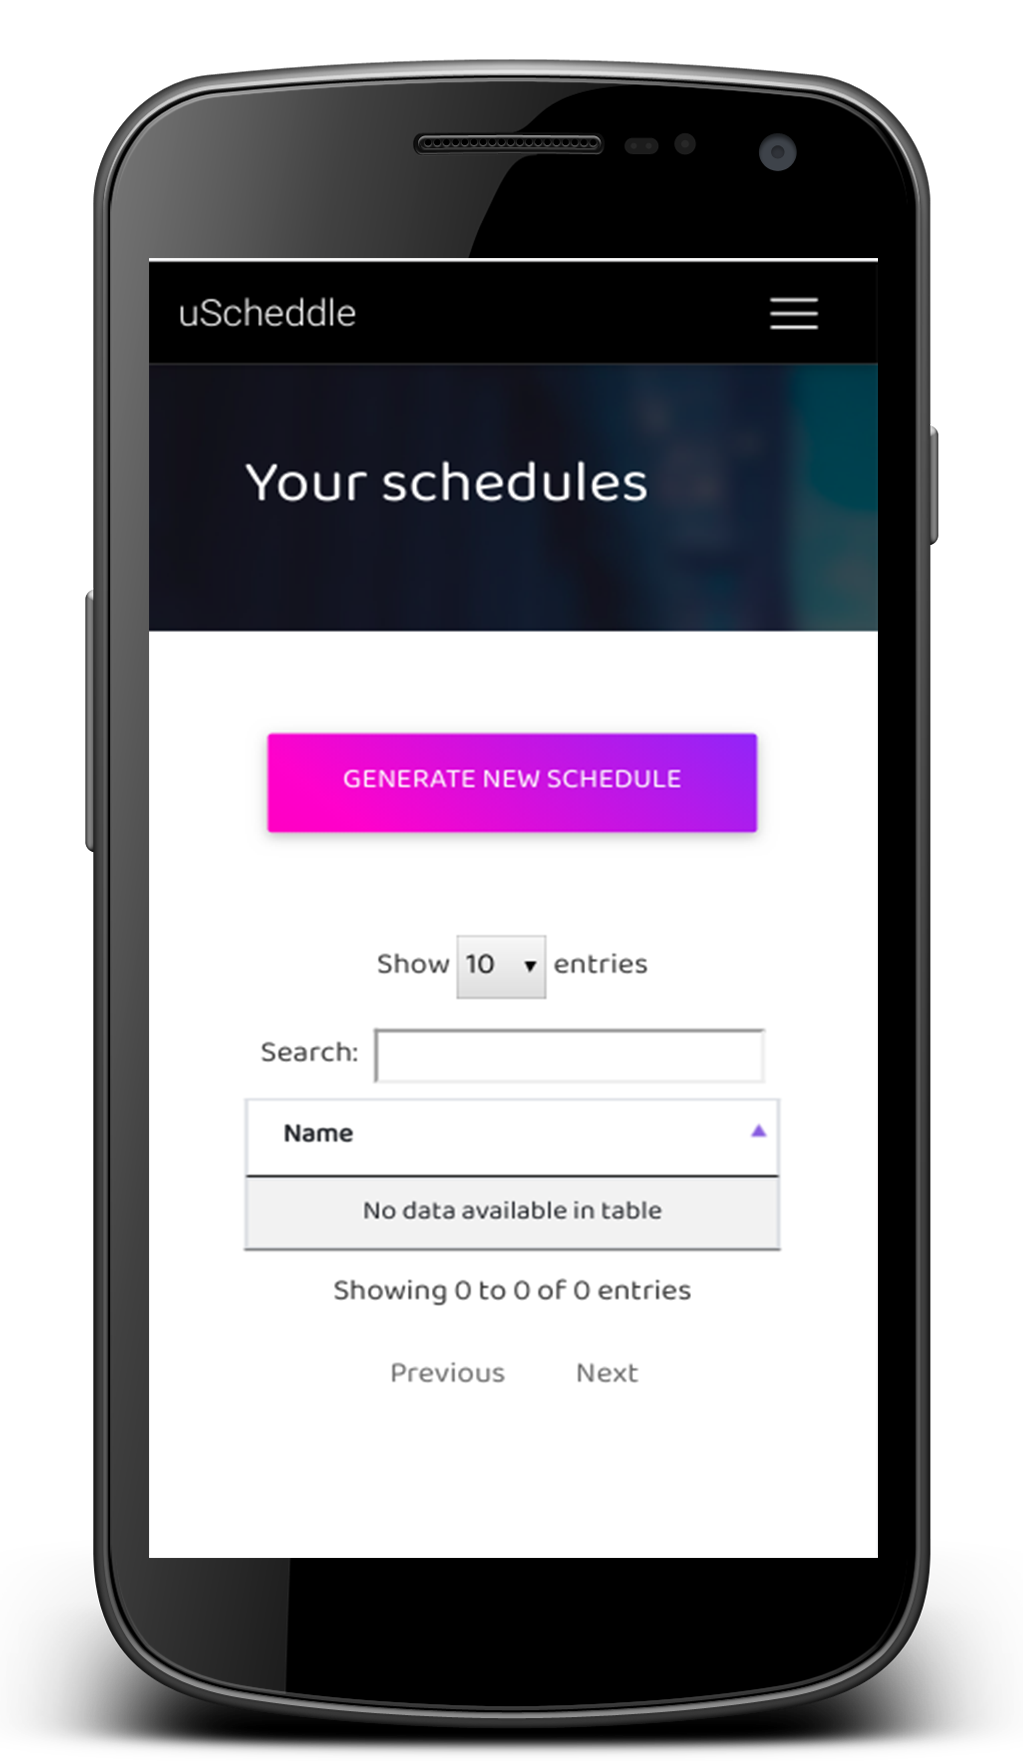 uScheddle
Your schedules
GENERATE NEW SCHEDULE
Show 10 entries
Search:
Name
No data available in table
Showing 0 to 0 of 0 entries
Previous Next